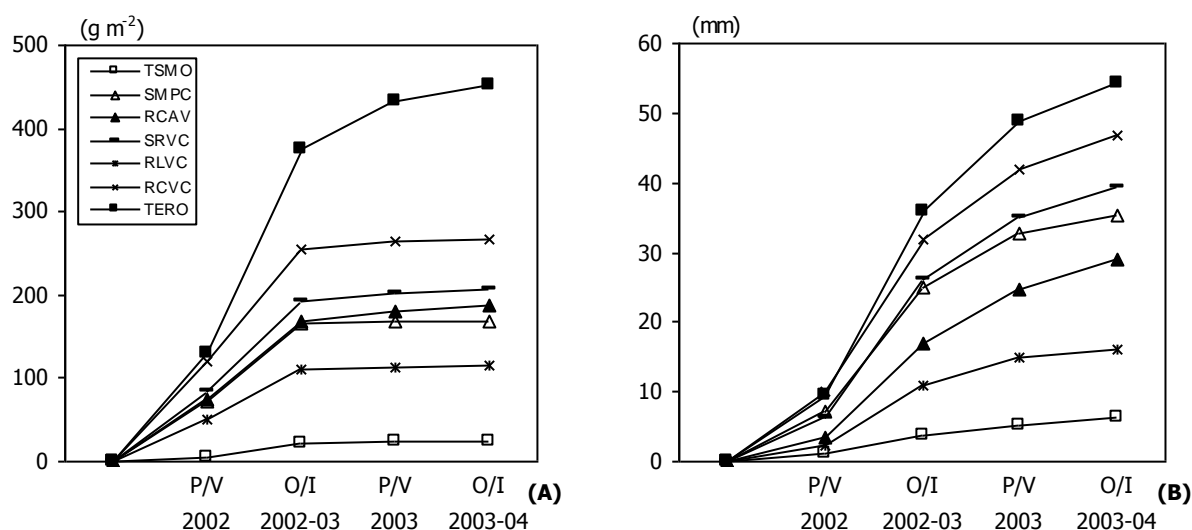 (g m-2)
500
400
300
200
100
0
TSMO
SMPC
RCAV
SRVC
RLVC
RCVC
TERO
P/V O/I P/V O/I
2002 2002-03 2003 2003-04
(A)
(mm)
60
50
40
30
20
10
0
P/V O/I P/V O/I
2002 2002-03 2003 2003-04
(B)